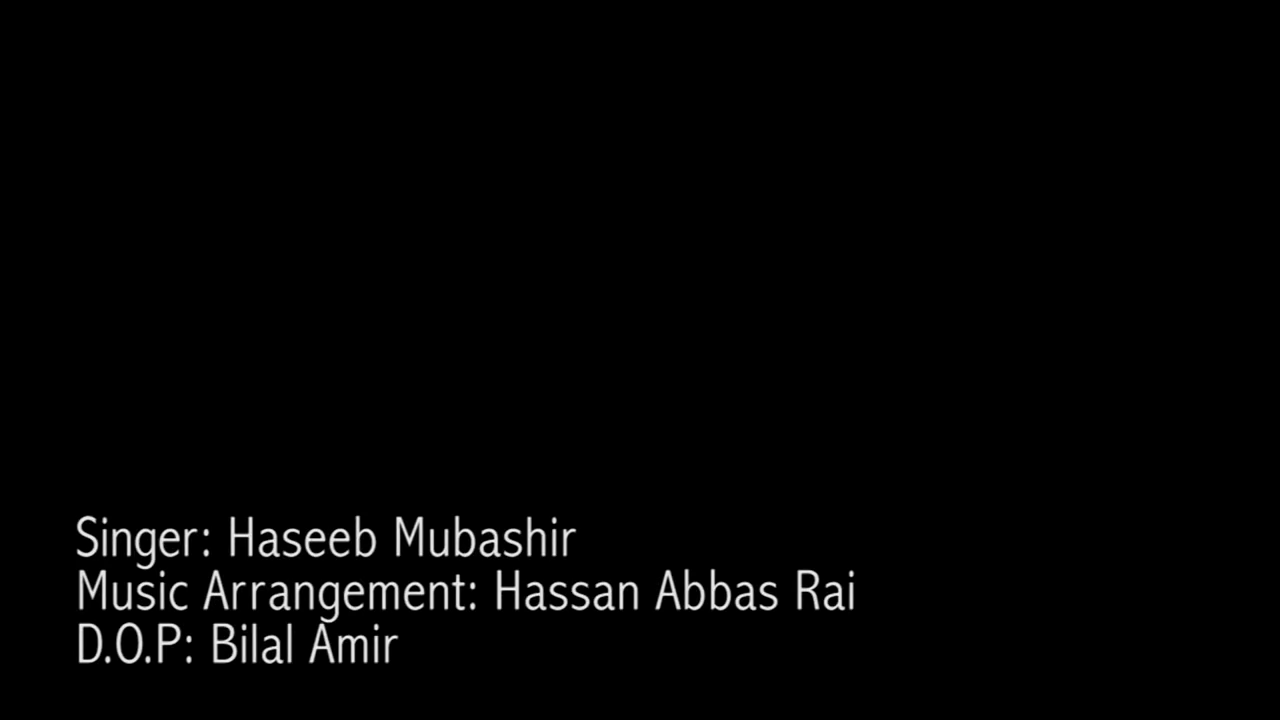 Singer: Haseeb Mubashir
Music Arrangement: Hassan Abbas Rai
D.O.P: Bilal Amir